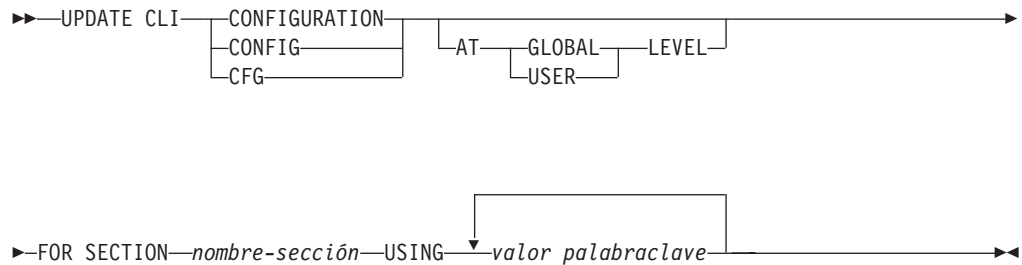 UPDATE CLI CONFIGURATION AT GLOBAL LEVEL
CONFIG USER
CFG
FOR SECTION nombre-sección USING valor palabraclave